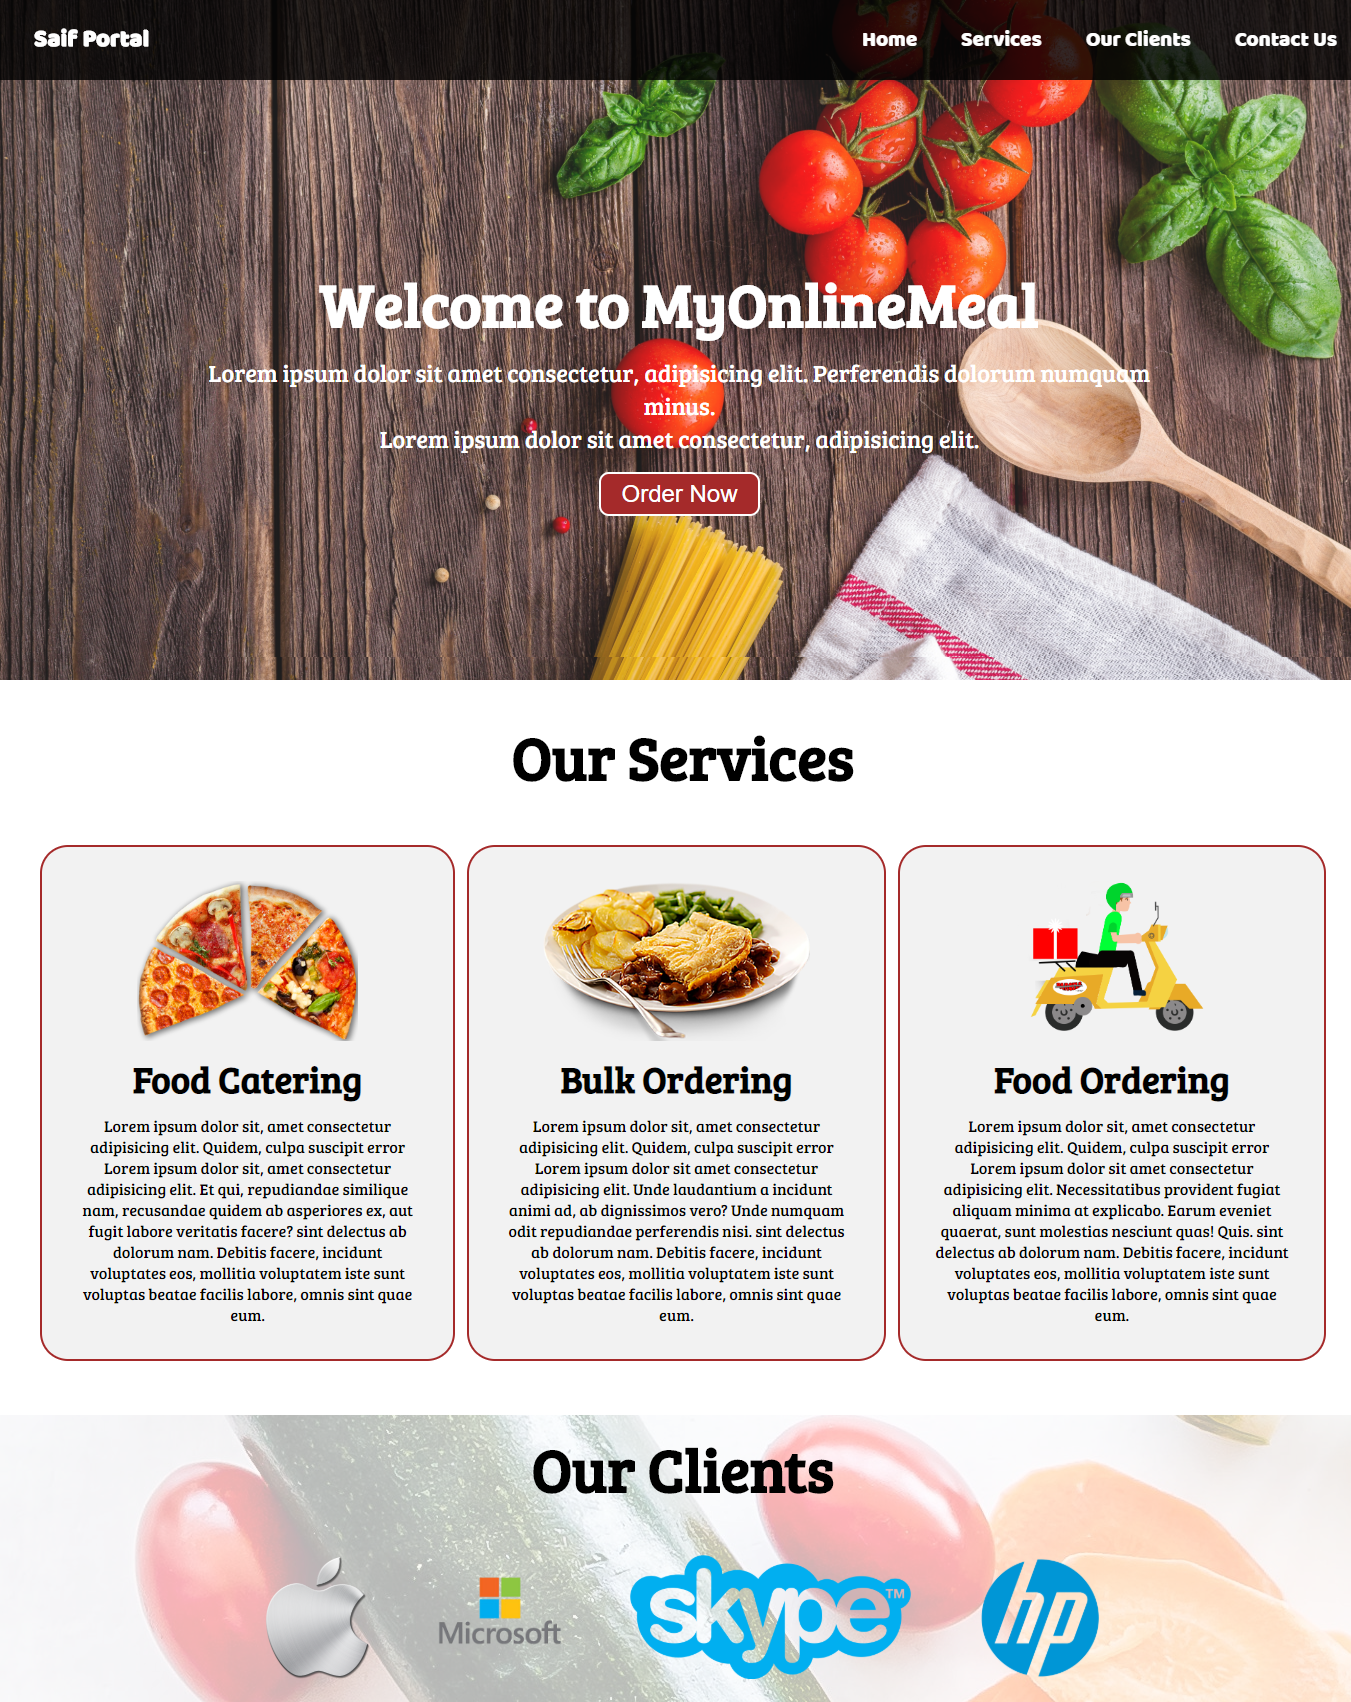 Saif Portal
Home
Services
Our Clients
Contact Us
Welcome to MyOnlineMeal
Lorem ipsum dolor sit amet consectetur, adipisicing elit. Perferendis dolorum numquam
minus.
Lorem ipsum dolor sit amet consectetur, adipisicing elit.
Order Now
Our Services
Food Catering
Lorem ipsum dolor sit, amet consectetur
adipisicing elit. Quidem, culpa suscipit error
Lorem ipsum dolor sit, amet consectetur
adipisicing elit. Et qui, repudiandae similique
nam, recusandae quidem ab asperiores ex, aut
fugit labore veritatis facere? sint delectus ab
dolorum nam. Debitis facere, incidunt
voluptates eos, mollitia voluptatem iste sunt
voluptas beatae facilis labore, omnis sint quae
eum.
Bulk Ordering
Lorem ipsum dolor sit, amet consectetur
adipisicing elit. Quidem, culpa suscipit error
Lorem ipsum dolor sit amet consectetur
adipisicing elit. Unde laudantium a incidunt
animi ad, ab dignissimos vero? Unde numquam
odit repudiandae perferendis nisi. sint delectus
ab dolorum nam. Debitis facere, incidunt
voluptates eos, mollitia voluptatem iste sunt
voluptas beatae facilis labore, omnis sint quae
eum.
Food Ordering
Lorem ipsum dolor sit, amet consectetur
adipisicing elit. Quidem, culpa suscipit error
Lorem ipsum dolor sit amet consectetur
adipisicing elit. Necessitatibus provident fugiat
aliquam minima at explicabo. Earum eveniet
quaerat, sunt molestias nesciunt quas! Quis. sint
delectus ab dolorum nam. Debitis facere, incidunt
voluptates eos, mollitia voluptatem iste sunt
voluptas beatae facilis labore, omnis sint quae
eum.
Our Clients
Microsoft
skype™
hp